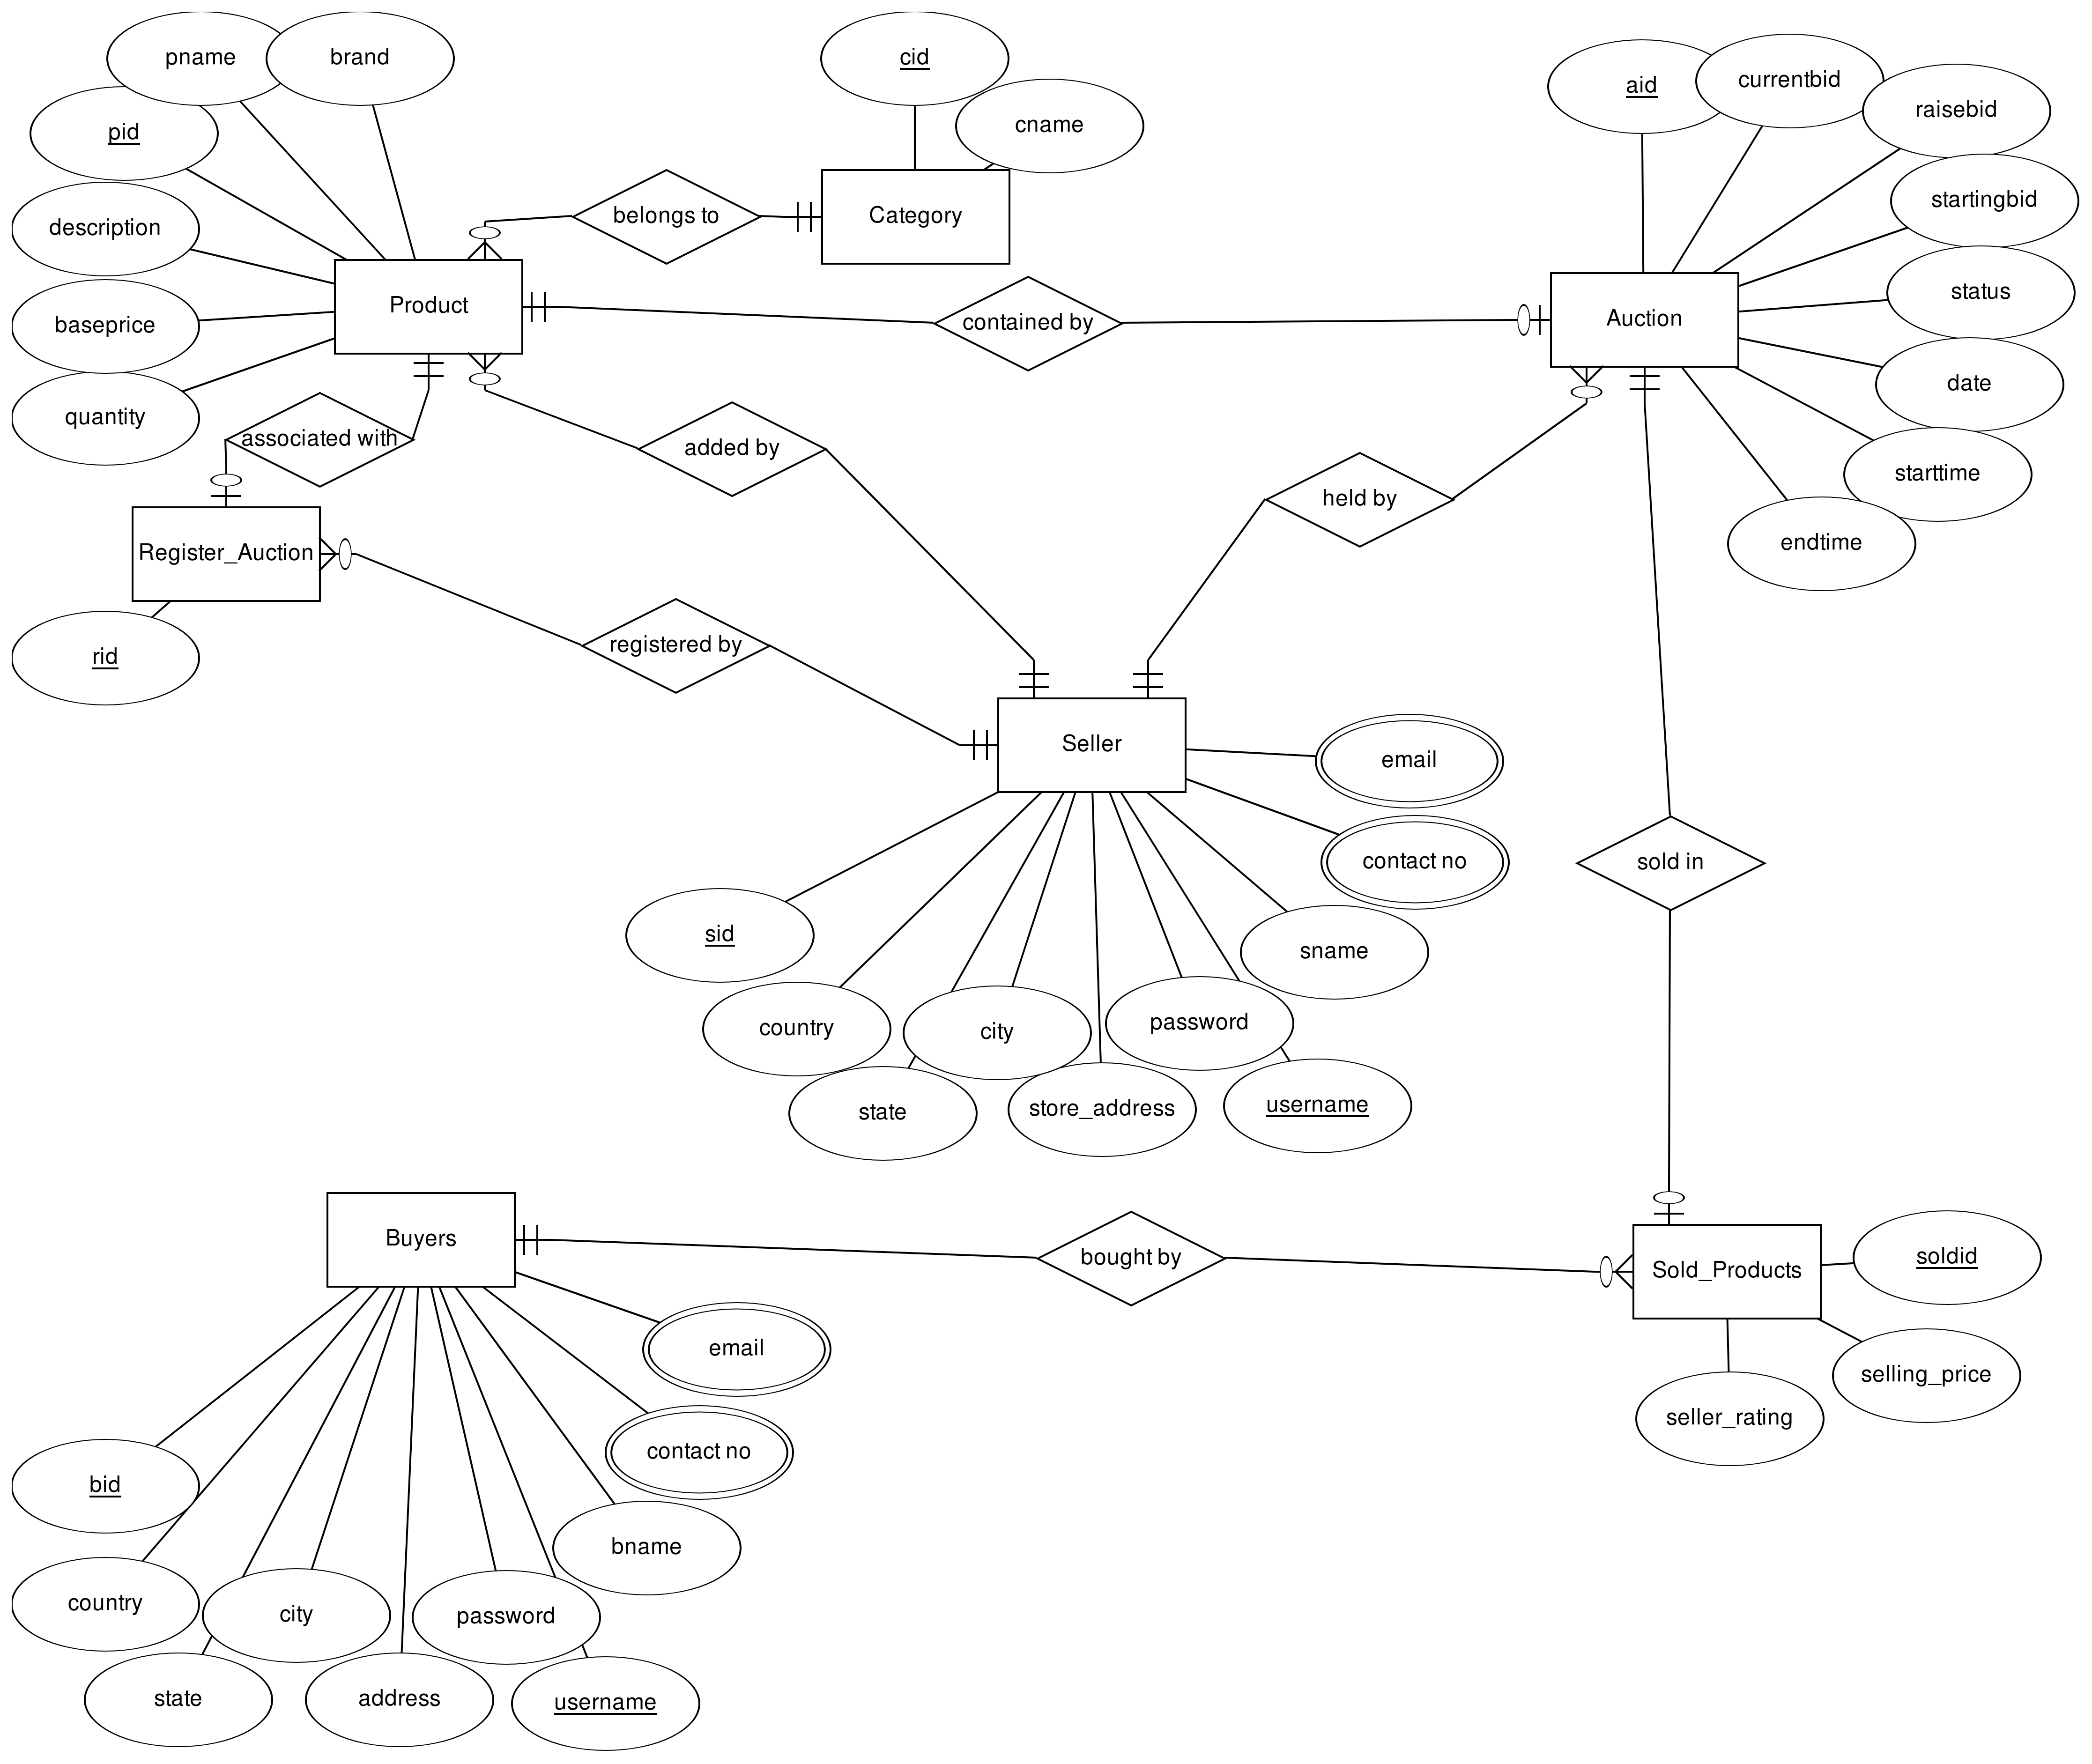 pname
brand
cid
aid
currentbid
raisebid
pid
cname
description
belongs to
Category
startingbid
baseprice
Product
contained by
Auction
status
quantity
associated with
added by
held by
date
starttime
Register_Auction
endtime
rid
registered by
Seller
email
contact no
sid
sname
country
city
password
state
store_address
username
sold in
Buyers
bought by
Sold_Products
soldid
email
selling_price
seller_rating
contact no
bid
bname
country
city
password
state
address
username